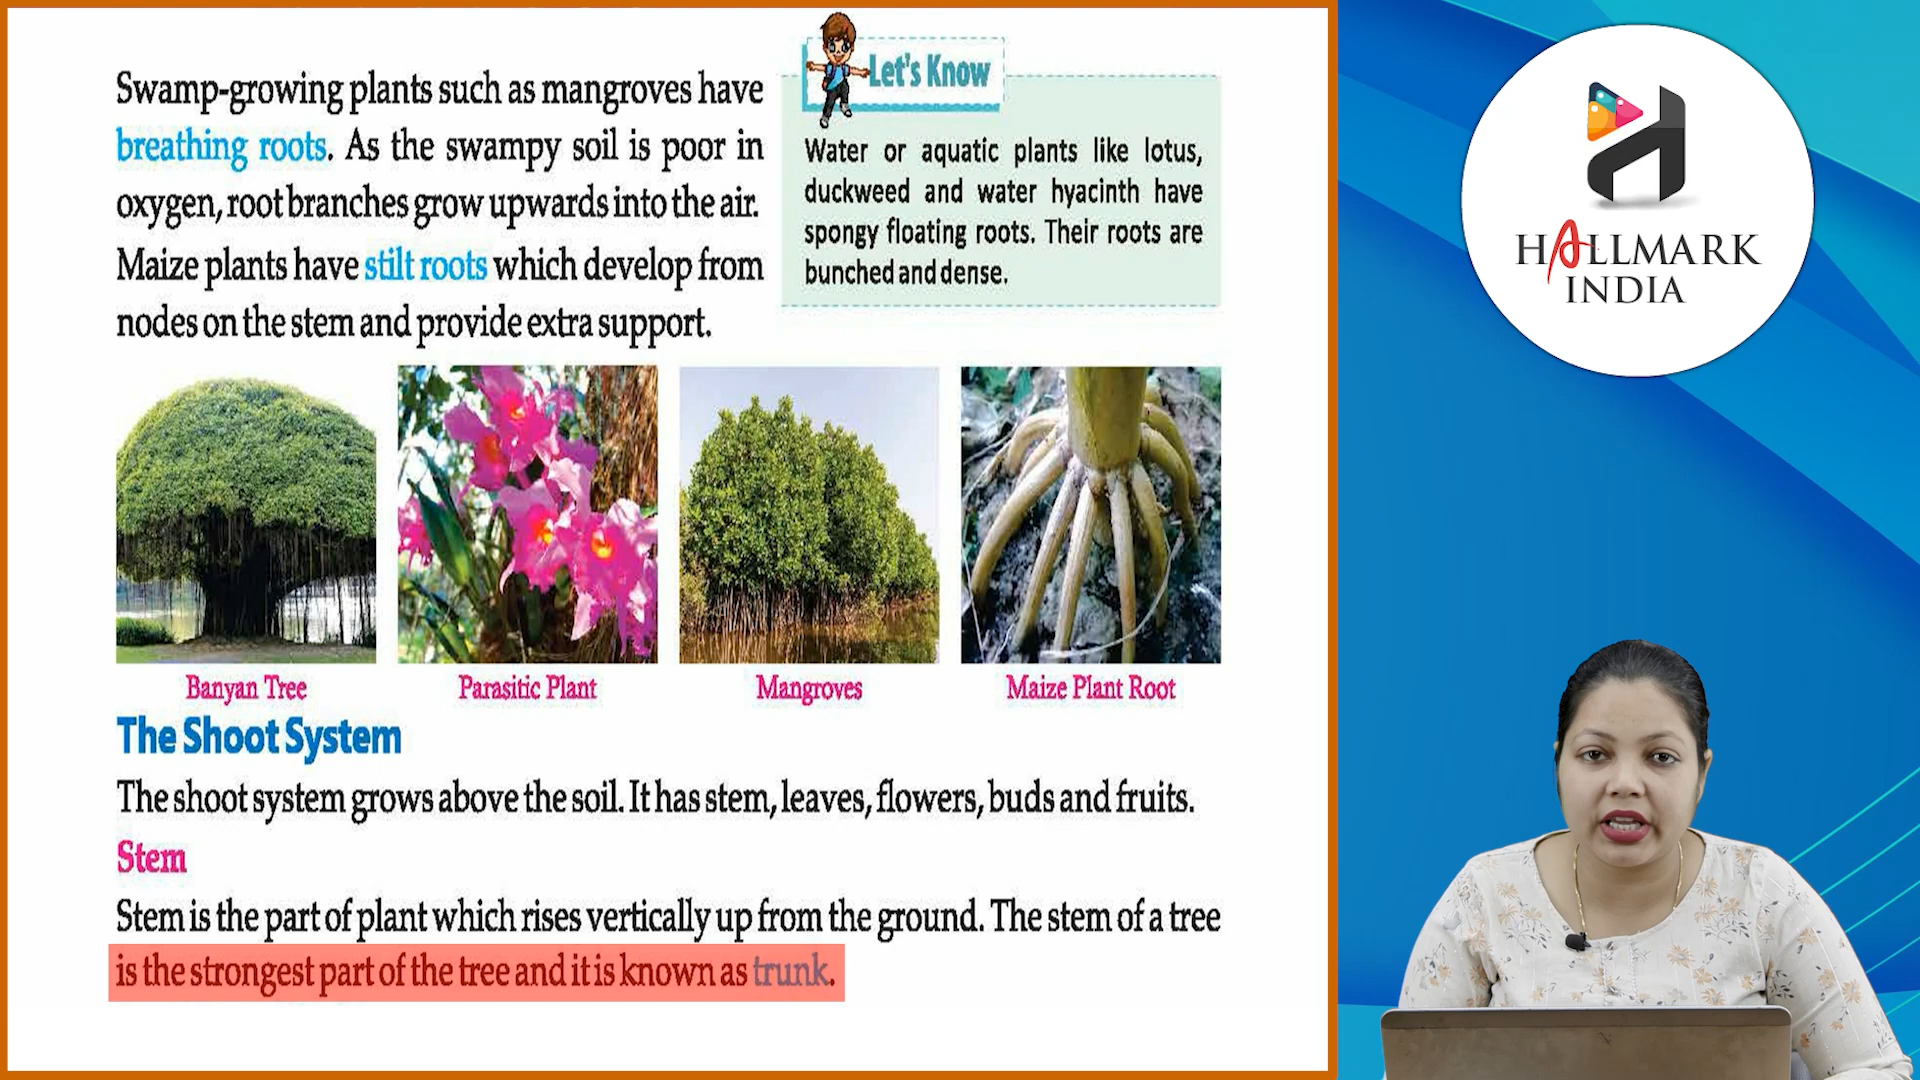 Swamp-growing plants such as mangroves have
breathing roots. As the swampy soil is poor in
oxygen, root branches grow upwards into the air.
Maize plants have stilt roots which develop from
nodes on the stem and provide extra support.
Let's Know
Water or aquatic plants like lotus,
duckweed and water hyacinth have
spongy floating roots. Their roots are
bunched and dense.
Banyan Tree
Parasitic Plant
Mangroves
Maize Plant Root
The Shoot System
The shoot system grows above the soil. It has stem, leaves, flowers, buds and fruits.
Stem
Stem is the part of plant which rises vertically up from the ground. The stem of a tree
is the strongest part of the tree and it is known as trunk.
HALLMARK
INDIA